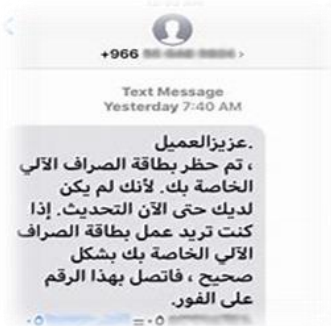 +966
Text Message
Yesterday 7:40 AM
.عزيزالعميل
، تم حظر بطاقة الصراف الآلي
الخاصة بك. لأنك لم يكن
لديك حتى الآن التحديث. إذا
كنت تريد عمل بطاقة الصراف
الآلي الخاصة بك بشكل
صحيح ، فاتصل بهذا الرقم
على الفور.